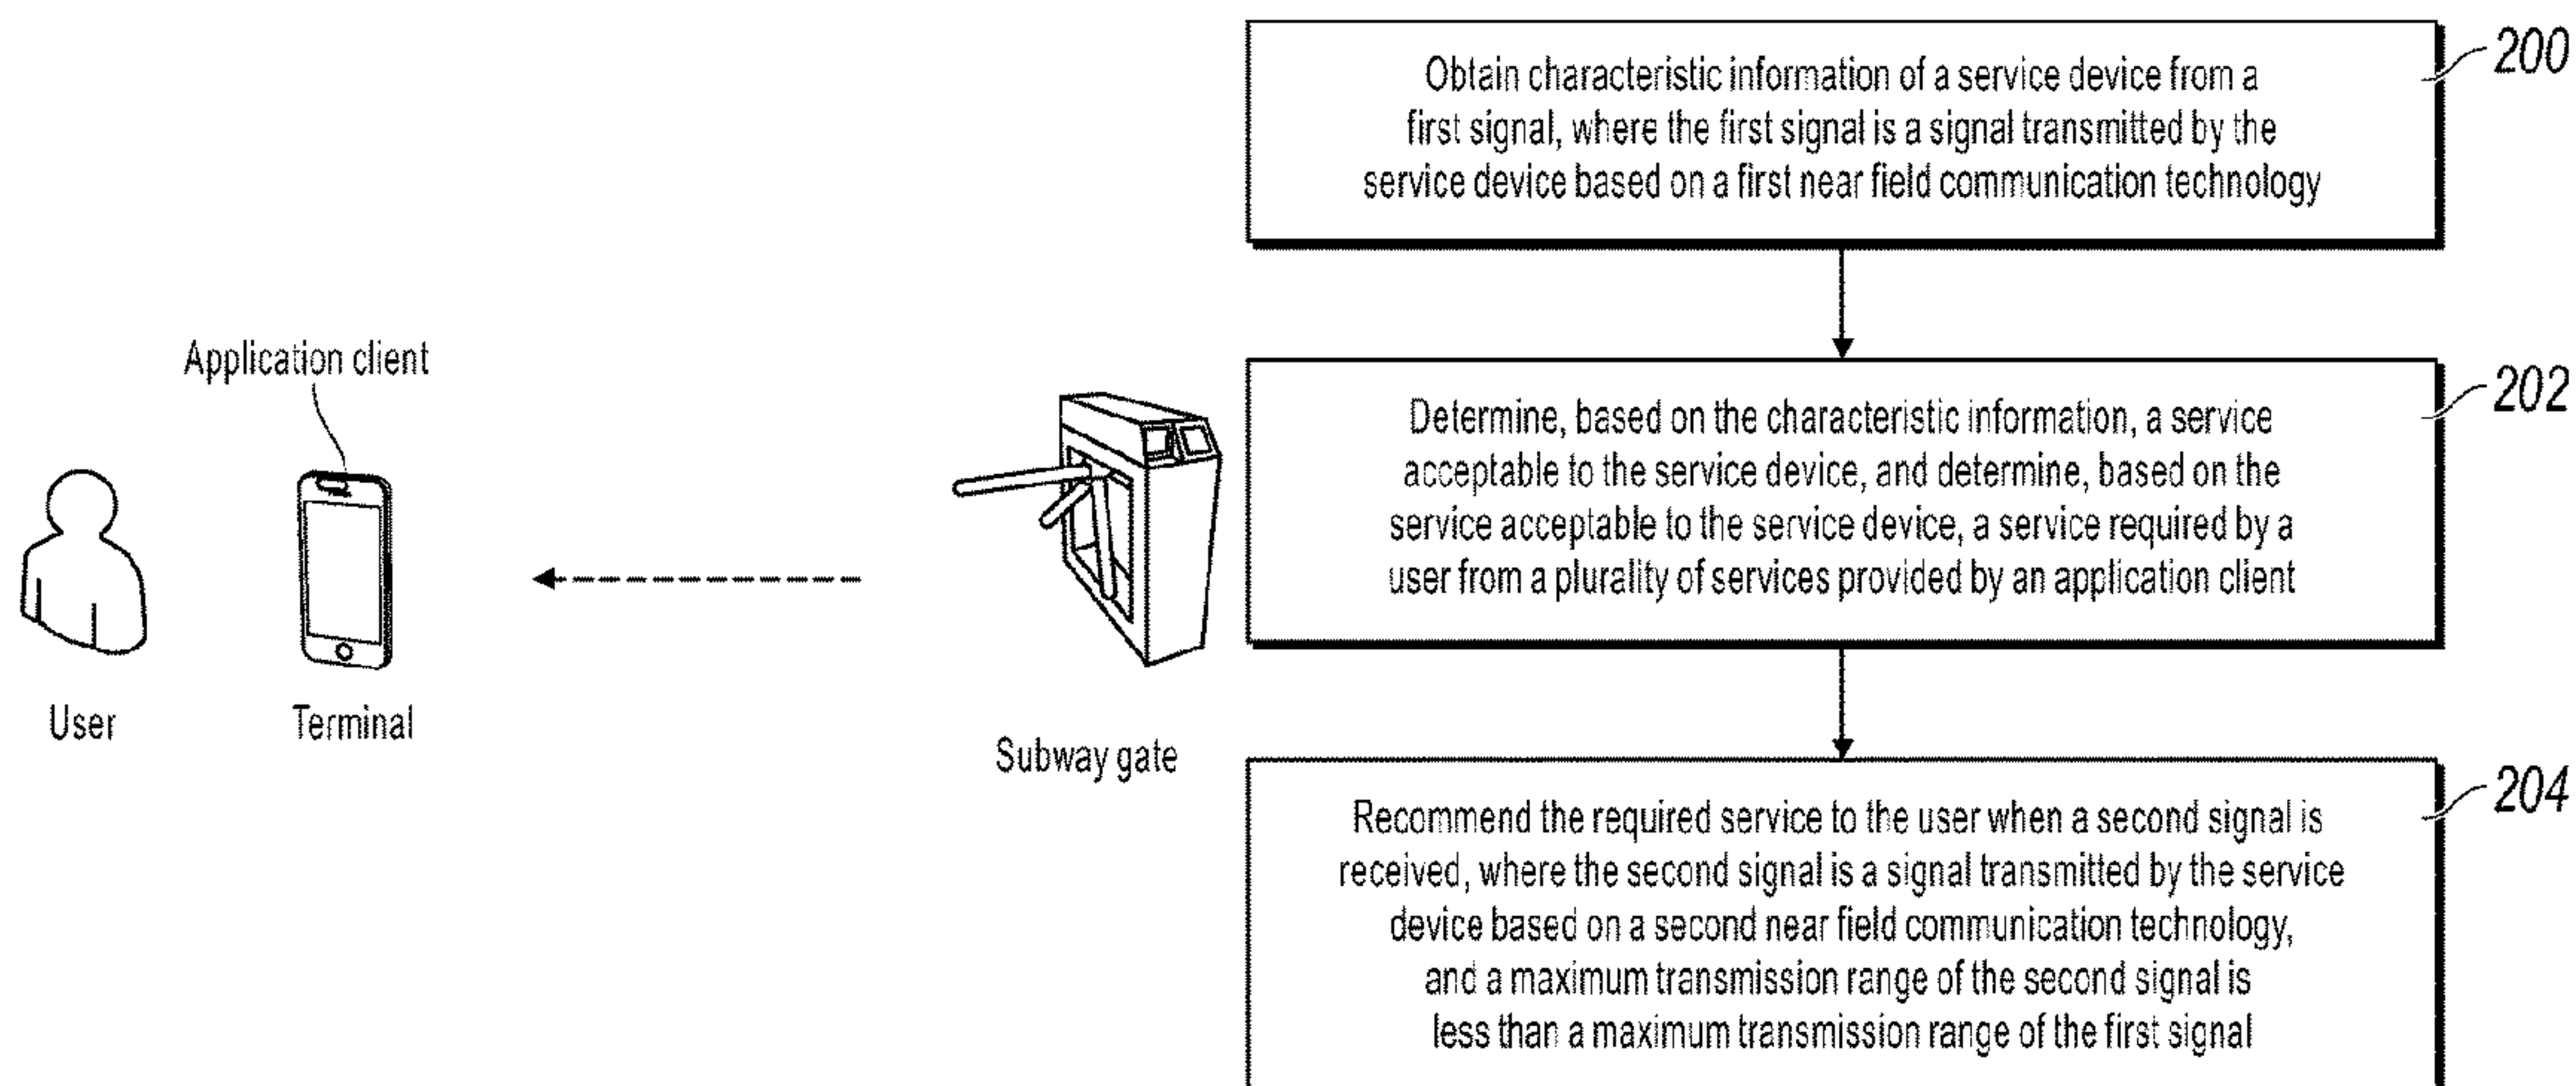 Application client
User
Terminal
Subway gate
Obtain characteristic information of a service device from a
first signal, where the first signal is a signal transmitted by the
service device based on a first near field communication technology
200
Determine, based on the characteristic information, a service
acceptable to the service device, and determine, based on the
service acceptable to the service device, a service required by a
user from a plurality of services provided by an application client
202
Recommend the required service to the user when a second signal is
received, where the second signal is a signal transmitted by the service
device based on a second near field communication technology,
and a maximum transmission range of the second signal is
less than a maximum transmission range of the first signal
204